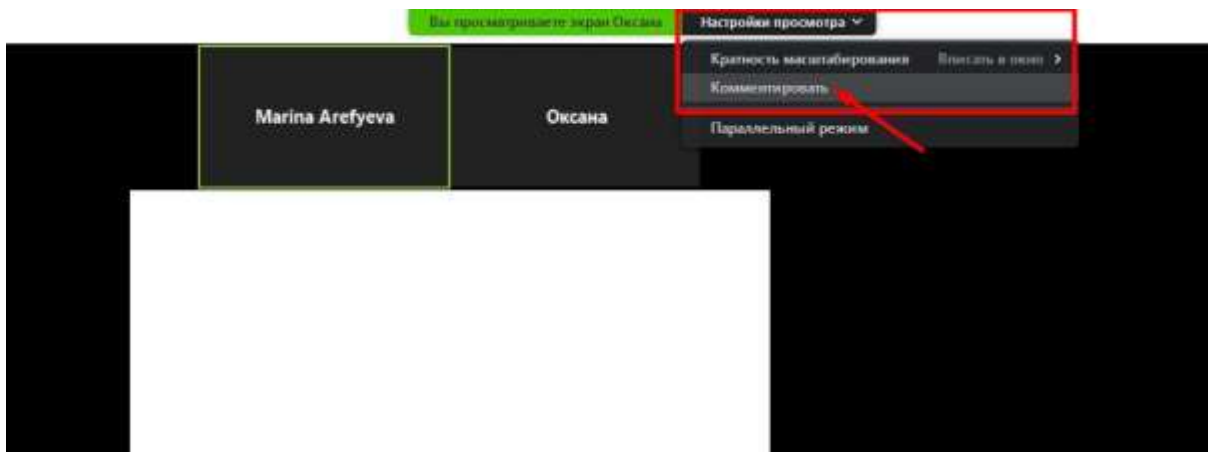 Вы просматриваете экран Оксана
Настройки просмотра
Кратность масштабирования Вписать в окно
Комментировать
Параллельный режим
Marina Arefyeva
Оксана